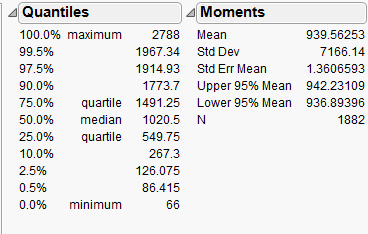 Quantiles
100.0% maximum 2788
99.5% 1967.34
97.5% 1914.93
90.0% 1773.7
75.0% quartile 1491.25
50.0% median 1020.5
25.0% quartile 549.75
10.0% 267.3
2.5% 126.075
0.5% 86.415
0.0% minimum 66
Moments
Mean 939.56253
Std Dev 7166.14
Std Err Mean 1.3606593
Upper 95% Mean 942.23109
Lower 95% Mean 936.89396
N 1882